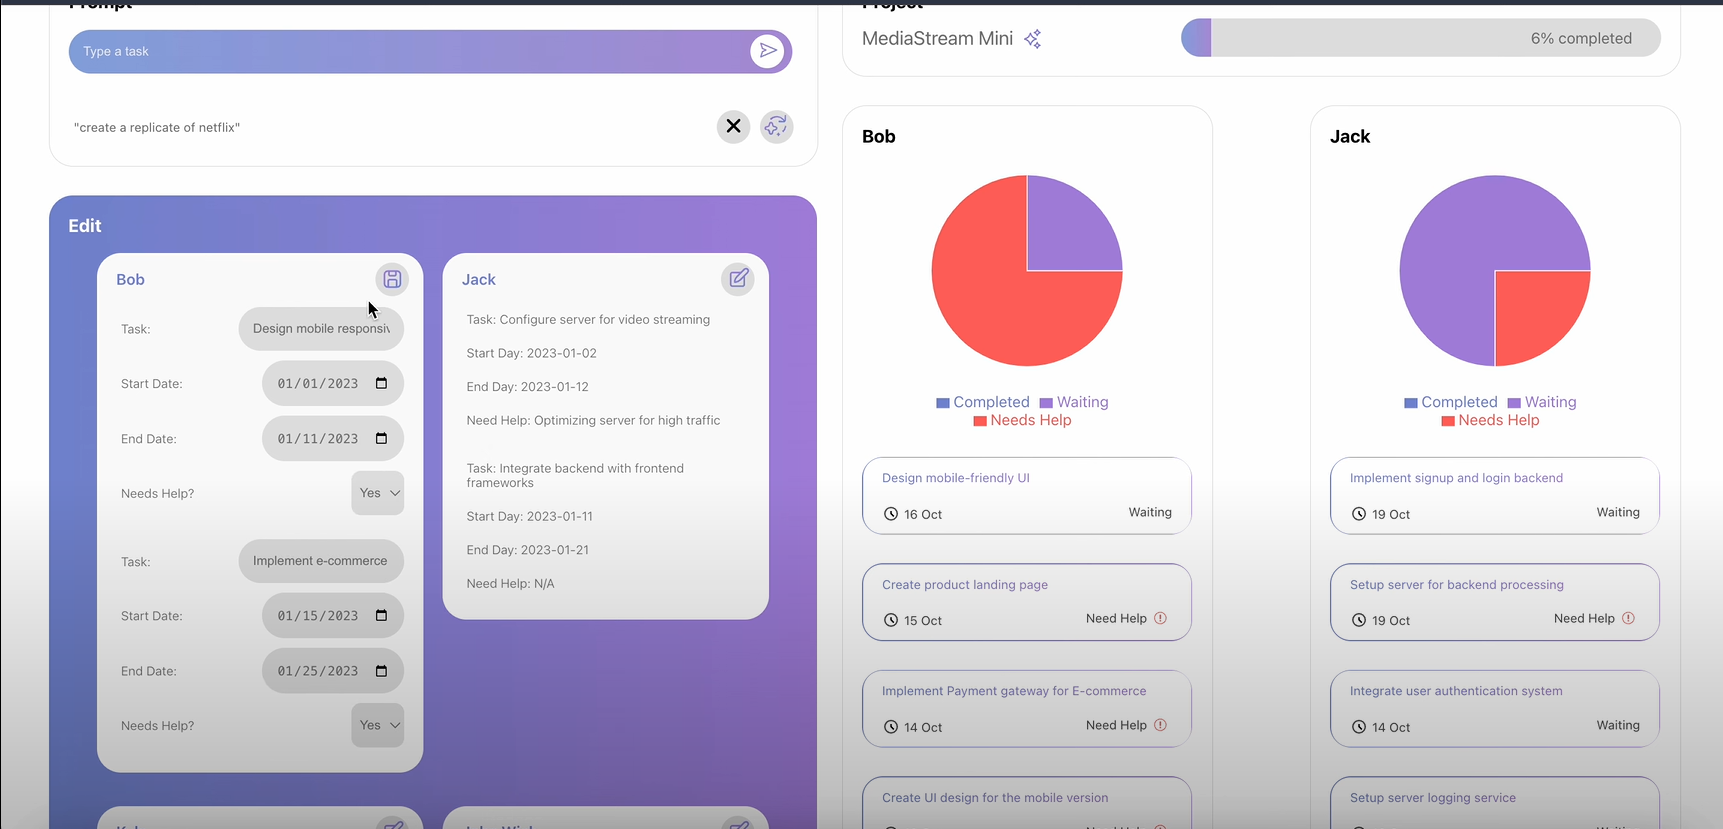 Prompt
Type a task
"create a replicate of netflix"
Edit
Bob
Task:
Design mobile responsiv
Start Date:
01/01/2023
End Date:
01/11/2023
Needs Help?
Yes
Task:
Implement e-commerce
Start Date:
01/15/2023
End Date:
01/25/2023
Needs Help?
Yes
Jack
Task: Configure server for video streaming
Start Day: 2023-01-02
End Day: 2023-01-12
Need Help: Optimizing server for high traffic
Task: Integrate backend with frontend
frameworks
Start Day: 2023-01-11
End Day: 2023-01-21
Need Help: N/A
Project
MediaStream Mini
6% completed
Bob
Completed Waiting
Needs Help
Design mobile-friendly UI
16 Oct Waiting
Create product landing page
15 Oct Need Help
Implement Payment gateway for E-commerce
14 Oct Need Help
Create UI design for the mobile version
Jack
Completed Waiting
Needs Help
Implement signup and login backend
19 Oct Waiting
Setup server for backend processing
19 Oct Need Help
Integrate user authentication system
14 Oct Waiting
Setup server logging service